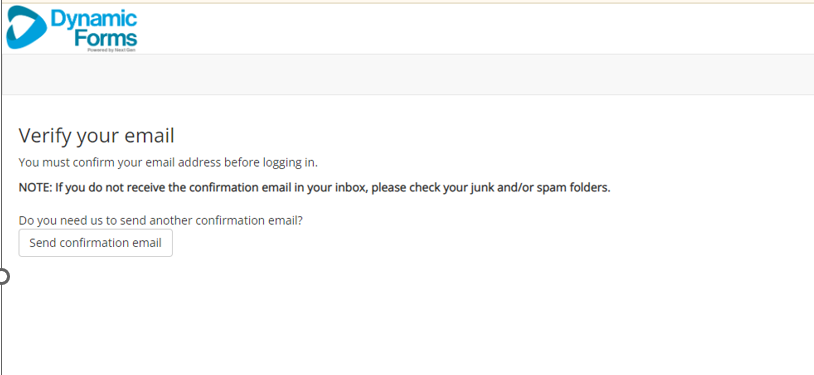 Dynamic
Forms
Powered by Next Gen
Verify your email
You must confirm your email address before logging in.
NOTE: If you do not receive the confirmation email in your inbox, please check your junk and/or spam folders.
Do you need us to send another confirmation email?
Send confirmation email